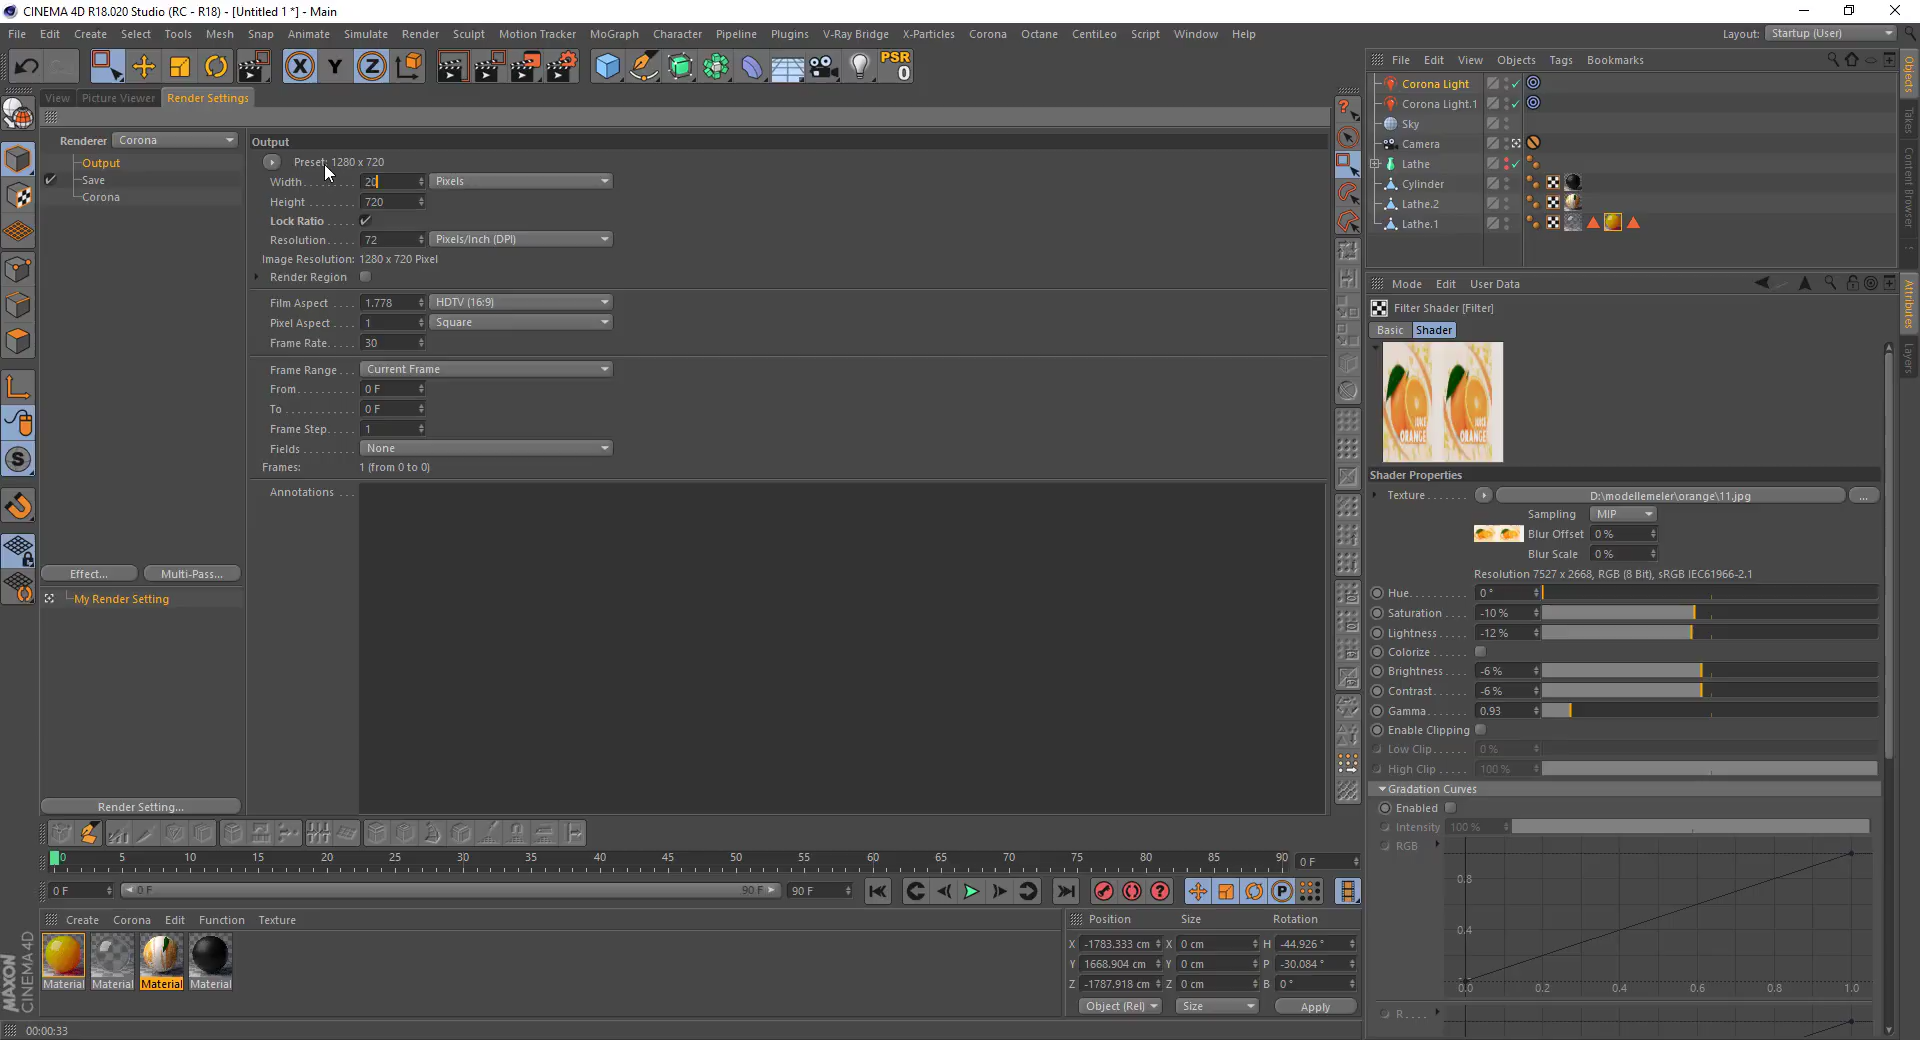 CINEMA 4D R18.020 Studio (RC - R18) - [Untitled 1 *] - Main
File Edit Create Select Tools Mesh Snap Animate Simulate Render Sculpt Motion Tracker MoGraph Character Pipeline Plugins V-Ray Bridge X-Particles Corona Octane CentiLeo Script Window Help Layout: Startup (User)
X Y Z PSR 0
File Edit View Objects Tags Bookmarks
View Picture Viewer Render Settings
Renderer Corona
Output
Save
Corona
Effect... Multi-Pass...
My Render Setting
Render Setting...
Output
Preset: 1280 x 720
Width 20 Pixels
Height 720
Lock Ratio
Resolution 72 Pixels/Inch (DPI)
Image Resolution: 1280 x 720 Pixel
Render Region
Film Aspect 1.778 HDTV (16:9)
Pixel Aspect 1 Square
Frame Rate 30
Frame Range Current Frame
From 0 F
To 0 F
Frame Step 1
Fields None
Frames: 1 (from 0 to 0)
Annotations
Corona Light
Corona Light.1
Sky
Camera
Lathe
Cylinder
Lathe.2
Lathe.1
Objects
Takes
Content Browser
Attributes
Layers
Mode Edit User Data
Filter Shader [Filter]
Basic Shader
JUICE ORANGE JUICE ORANGE
Shader Properties
Texture D:\modellemeler\orange\11.jpg ...
Sampling MIP
Blur Offset 0 %
Blur Scale 0 %
Resolution 7527 x 2668, RGB (8 Bit), sRGB IEC61966-2.1
Hue 0 °
Saturation -10 %
Lightness -12 %
Colorize
Brightness -6 %
Contrast -6 %
Gamma 0.93
Enable Clipping
Low Clip 0 %
High Clip 100 %
Gradation Curves
Enabled
Intensity 100 %
RGB
0.8
0.4
0.0 0.2 0.4 0.6 0.8 1.0
R
0 5 10 15 20 25 30 35 40 45 50 55 60 65 70 75 80 85 90 0 F
0 F 0 F 90 F 90 F
Create Corona Edit Function Texture
Material Material Material Material
Position Size Rotation
X -1783.333 cm X 0 cm H -44.926 °
Y 1668.904 cm Y 0 cm P -30.084 °
Z -1787.918 cm Z 0 cm B 0 °
Object (Rel) Size Apply
MAXON CINEMA 4D
00:00:33